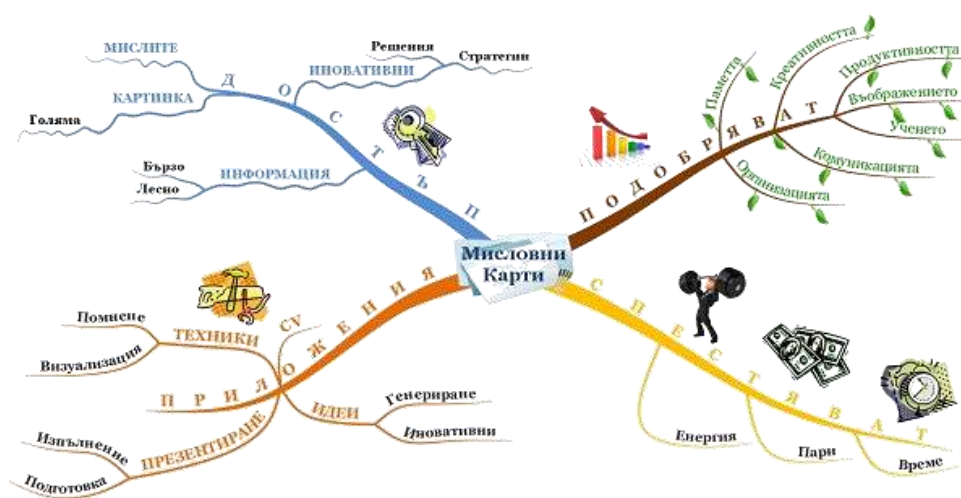 Мисловни
Карти
ДОСТЪП
МИСЛИТЕ
КАРТИНКА
Голяма
ИНОВАТИВНИ
Решения
Стратегии
ИНФОРМАЦИЯ
Бързо
Лесно
ПОДОБРЯВАТ
Паметта
Креативността
Продуктивността
Въображението
Ученето
Комуникацията
Организацията
СПЕСТЯВАТ
Енергия
Пари
Време
ПРИЛОЖЕНИЯ
CV
ТЕХНИКИ
Помнене
Визуализация
ИДЕИ
Генериране
Иновативни
ПРЕЗЕНТИРАНЕ
Изпълнение
Подготовка